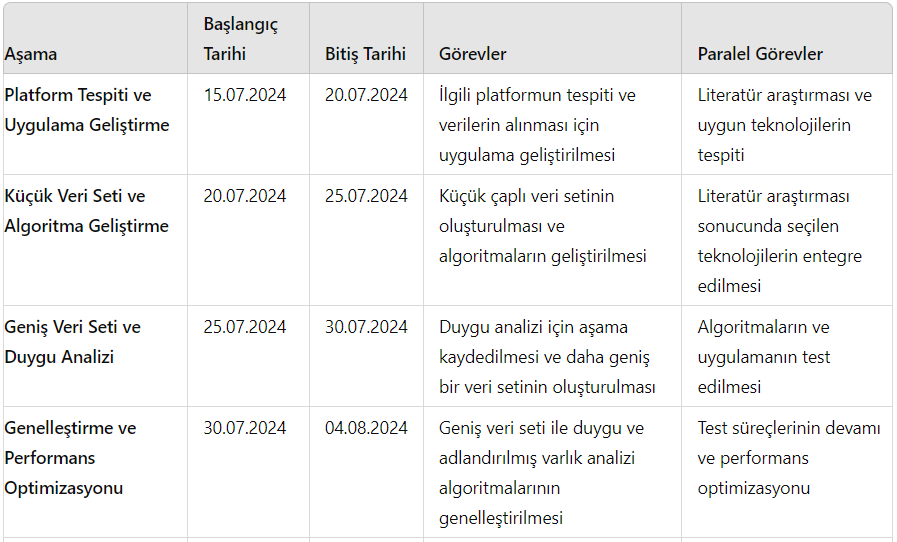 Aşama
Başlangıç
Tarihi
Bitiş Tarihi
Görevler
Paralel Görevler
Platform Tespiti ve
Uygulama Geliştirme
15.07.2024
20.07.2024
İlgili platformun tespiti ve
verilerin alınması için
uygulama geliştirilmesi
Literatür araştırması ve
uygun teknolojilerin
tespiti
Küçük Veri Seti ve
Algoritma Geliştirme
20.07.2024
25.07.2024
Küçük çaplı veri setinin
oluşturulması ve
algoritmaların geliştirilmesi
Literatür araştırması
sonucunda seçilen
teknolojilerin entegre
edilmesi
Geniş Veri Seti ve
Duygu Analizi
25.07.2024
30.07.2024
Duygu analizi için aşama
kaydedilmesi ve daha geniş
bir veri setinin oluşturulması
Algoritmaların ve
uygulamanın test
edilmesi
Genelleştirme ve
Performans
Optimizasyonu
30.07.2024
04.08.2024
Geniş veri seti ile duygu ve
adlandırılmış varlık analizi
algoritmalarının
genelleştirilmesi
Test süreçlerinin devamı
ve performans
optimizasyonu